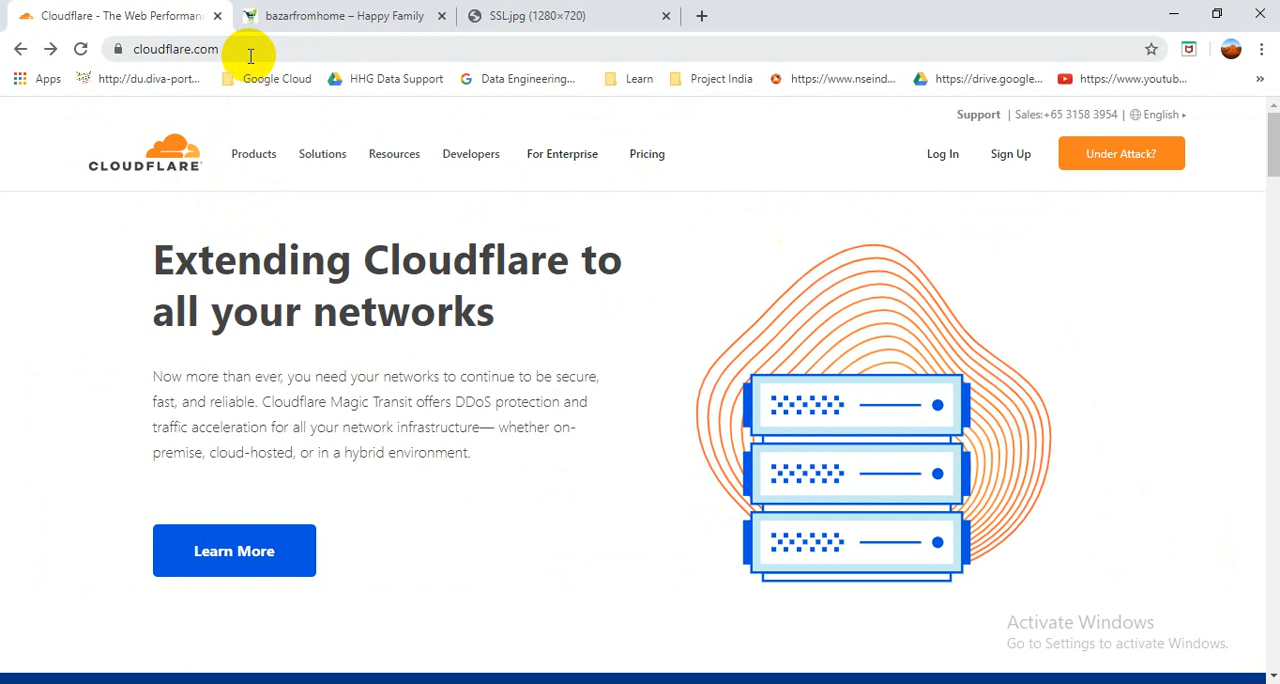 Cloudflare - The Web Performan
bazarfromhome – Happy Family
SSL.jpg (1280×720)
cloudflare.com
Apps
http://du.diva-port...
Google Cloud
HHG Data Support
Data Engineering...
Learn
Project India
https://www.nseind...
https://drive.google...
https://www.youtub...
Support | Sales:+65 3158 3954 | English
CLOUDFLARE
Products
Solutions
Resources
Developers
For Enterprise
Pricing
Log In
Sign Up
Under Attack?
Extending Cloudflare to
all your networks
Now more than ever, you need your networks to continue to be secure,
fast, and reliable. Cloudflare Magic Transit offers DDoS protection and
traffic acceleration for all your network infrastructure— whether on-
premise, cloud-hosted, or in a hybrid environment.
Learn More
Activate Windows
Go to Settings to activate Windows.